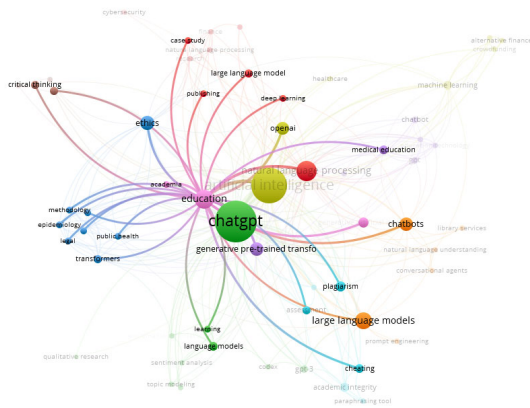 cybersecurity
case study
natural language processing
alternative finance
crowdfunding
large language model
critical thinking
healthcare
machine learning
publishing
deep learning
ethics
openai
chatbot
medical education
natural language processing
academia
artificial intelligence
education
methodology
chatgpt
epidemiology
chatbots
library services
public health
legal
generative pre-trained transfo
natural language understanding
transformers
conversational agents
plagiarism
assessment
large language models
learning
language models
prompt engineering
qualitative research
sentiment analysis
codex
gpt-3
cheating
topic modeling
academic integrity
paraphrasing tool